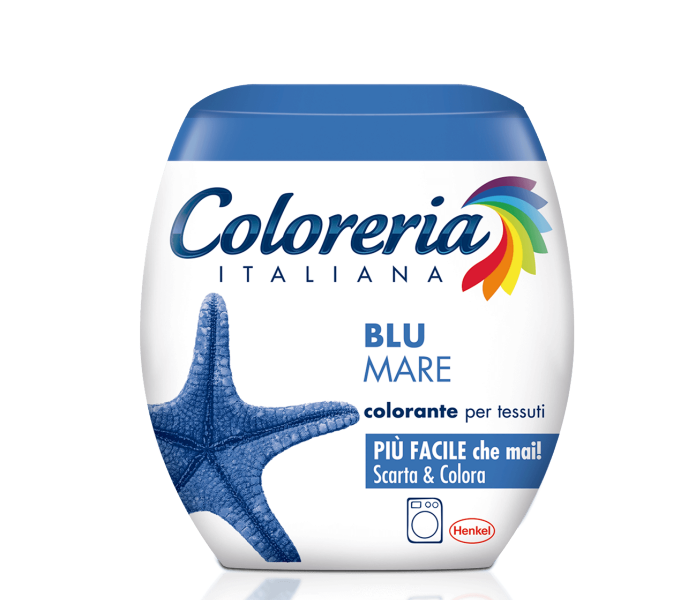 Coloreria
ITALIANA
BLU
MARE
colorante per tessuti
PIÙ FACILE che mai!
Scarta & Colora
Henkel